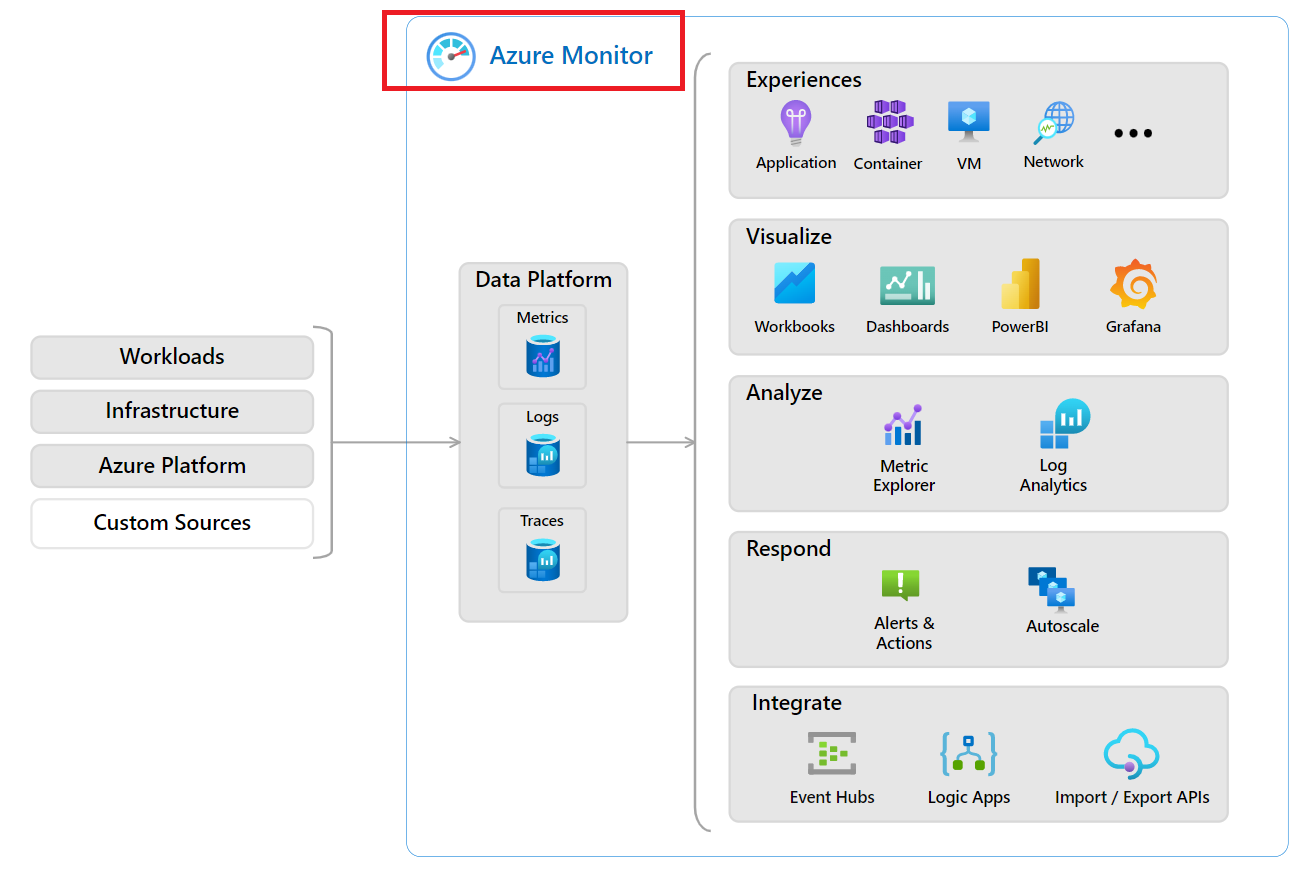 Azure Monitor
Workloads
Infrastructure
Azure Platform
Custom Sources
Data Platform
Metrics
Logs
Traces
Experiences
Application
Container
VM
Network
Visualize
Workbooks
Dashboards
PowerBI
Grafana
Analyze
Metric
Explorer
Log
Analytics
Respond
Alerts &
Actions
Autoscale
Integrate
Event Hubs
Logic Apps
Import / Export APIs